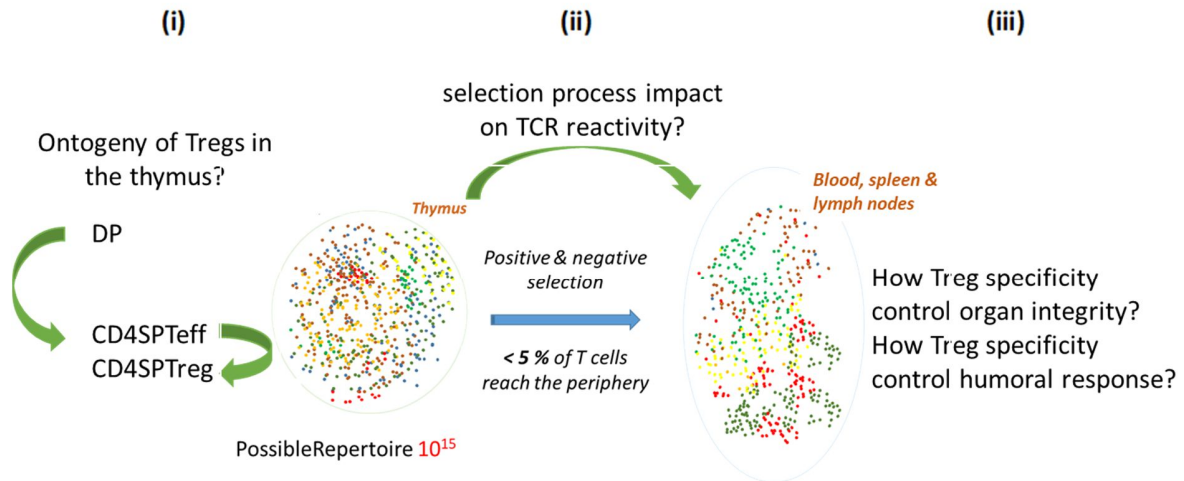 (i)
(ii)
(iii)
Ontogeny of Tregs in
the thymus?
DP
CD4SPTeff
CD4SPTreg
Thymus
PossibleRepertoire 10¹⁵
selection process impact
on TCR reactivity?
Positive & negative
selection
< 5 % of T cells
reach the periphery
Blood, spleen &
lymph nodes
How Treg specificity
control organ integrity?
How Treg specificity
control humoral response?